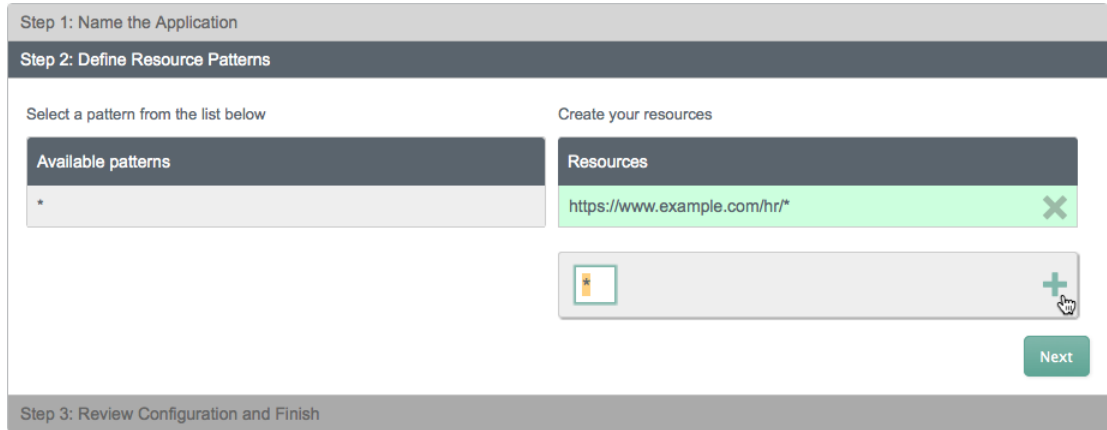 Step 1: Name the Application
Step 2: Define Resource Patterns
Select a pattern from the list below
Available patterns
*
Create your resources
Resources
https://www.example.com/hr/*
*
Next
Step 3: Review Configuration and Finish